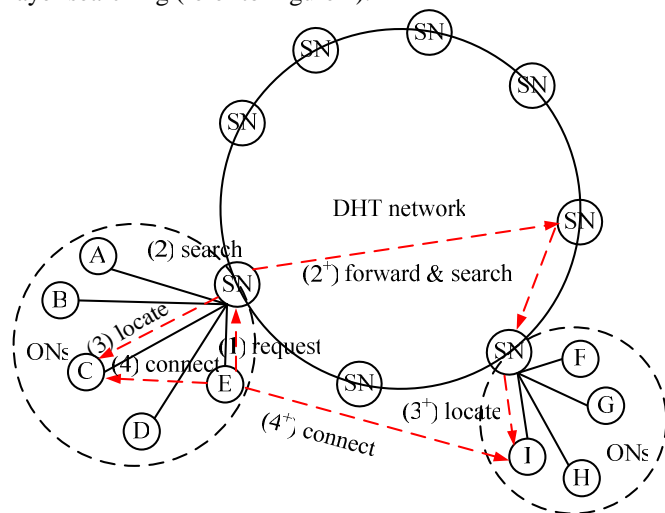 SN
SN
SN
SN
DHT network
SN
A
(2) search
(2+) forward & search
SN
B
(3) locate
(1) request
ONs
(4) connect
C
E
SN
SN
F
D
(4+) connect
(3+) locate
G
I
H
ONs